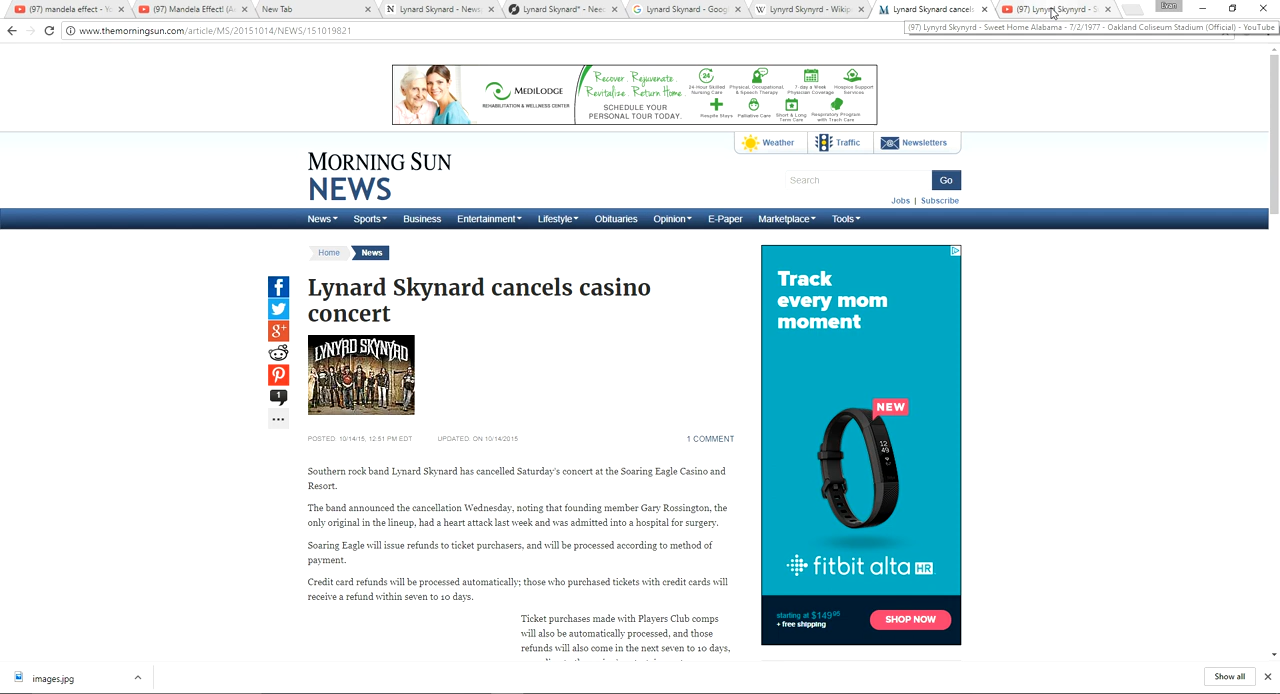 (97) mandela effect - Yo
(97) Mandela Effect! (A
New Tab
Lynard Skynard - News
Lynard Skynard* - Nee
Lynard Skynard - Goog
Lynyrd Skynyrd - Wikip
Lynard Skynard cancels
(97) Lynyrd Skynyrd - S
Evan
www.themorningsun.com/article/MS/20151014/NEWS/151019821
(97) Lynyrd Skynyrd - Sweet Home Alabama - 7/2/1977 - Oakland Coliseum Stadium (Official) - YouTube
MEDILODGE
REHABILITATION & WELLNESS CENTER
Recover. Rejuvenate.
Revitalize. Return Home.
SCHEDULE YOUR
PERSONAL TOUR TODAY.
24-Hour Skilled
Nursing Care
Physical, Occupational,
& Speech Therapy
7 day a Week
Physician Coverage
Hospice Support
Services
Respite Stays
Palliative Care
Short & Long
Term Care
Respiratory Program
with Trach Care
Weather
Traffic
Newsletters
MORNING SUN
NEWS
Search
Go
Jobs | Subscribe
News
Sports
Business
Entertainment
Lifestyle
Obituaries
Opinion
E-Paper
Marketplace
Tools
Home
News
Lynard Skynard cancels casino
concert
LYNYRD SKYNYRD
1
POSTED: 10/14/15, 12:51 PM EDT
UPDATED: ON 10/14/2015
1 COMMENT
Southern rock band Lynard Skynard has cancelled Saturday's concert at the Soaring Eagle Casino and
Resort.
The band announced the cancellation Wednesday, noting that founding member Gary Rossington, the
only original in the lineup, had a heart attack last week and was admitted into a hospital for surgery.
Soaring Eagle will issue refunds to ticket purchasers, and will be processed according to method of
payment.
Credit card refunds will be processed automatically; those who purchased tickets with credit cards will
receive a refund within seven to 10 days.
Ticket purchases made with Players Club comps
will also be automatically processed, and those
refunds will also come in the next seven to 10 days,
Track
every mom
moment
NEW
12
49
fitbit alta HR
starting at $149.95
+ free shipping
SHOP NOW
images.jpg
Show all